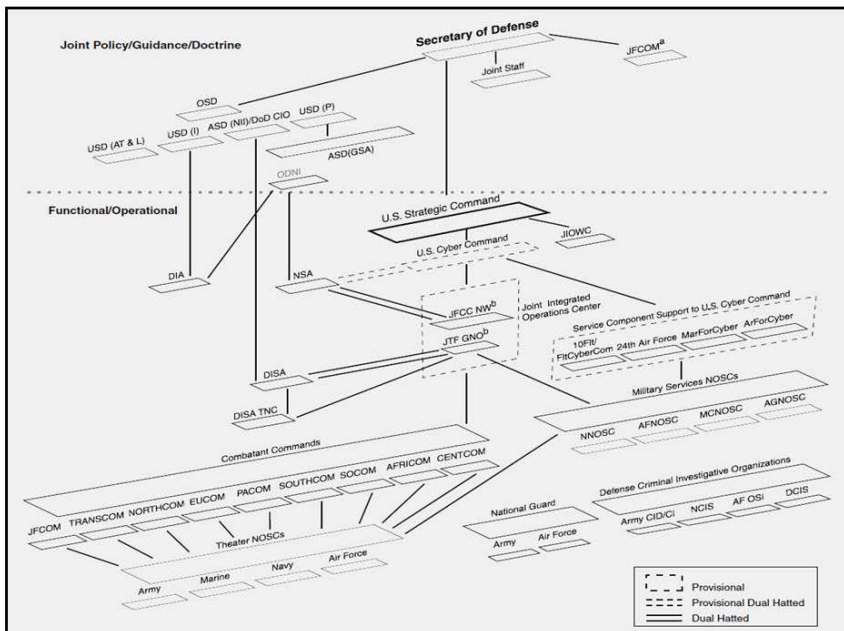 Joint Policy/Guidance/Doctrine
Secretary of Defense
JFCOMa
Joint Staff
OSD
USD (AT & L)
USD (I)
ASD (NII)/DoD CIO
USD (P)
ASD(GSA)
ODNI
Functional/Operational
U.S. Strategic Command
JIOWC
U.S. Cyber Command
DIA
NSA
JFCC NWb
Joint Integrated
Operations Center
JTF GNOb
Service Component Support to U.S. Cyber Command
10Flt/
FltCyberCom
24th Air Force
MarForCyber
ArForCyber
DISA
DISA TNC
Military Services NOSCs
NNOSC
AFNOSC
MCNOSC
AGNOSC
Combatant Commands
JFCOM
TRANSCOM
NORTHCOM
EUCOM
PACOM
SOUTHCOM
SOCOM
AFRICOM
CENTCOM
Theater NOSCs
Army
Marine
Navy
Air Force
National Guard
Army
Air Force
Defense Criminal Investigative Organizations
Army CID/Ci
NCIS
AF OSi
DCIS
Provisional
Provisional Dual Hatted
Dual Hatted